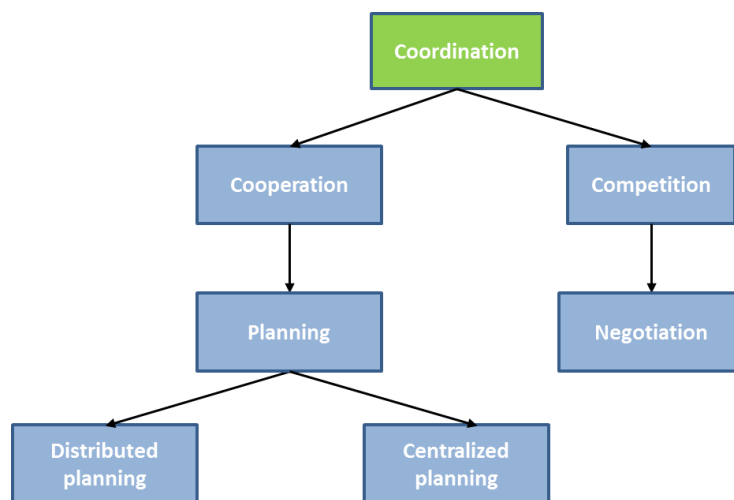 Coordination
Cooperation
Competition
Planning
Negotiation
Distributed
planning
Centralized
planning